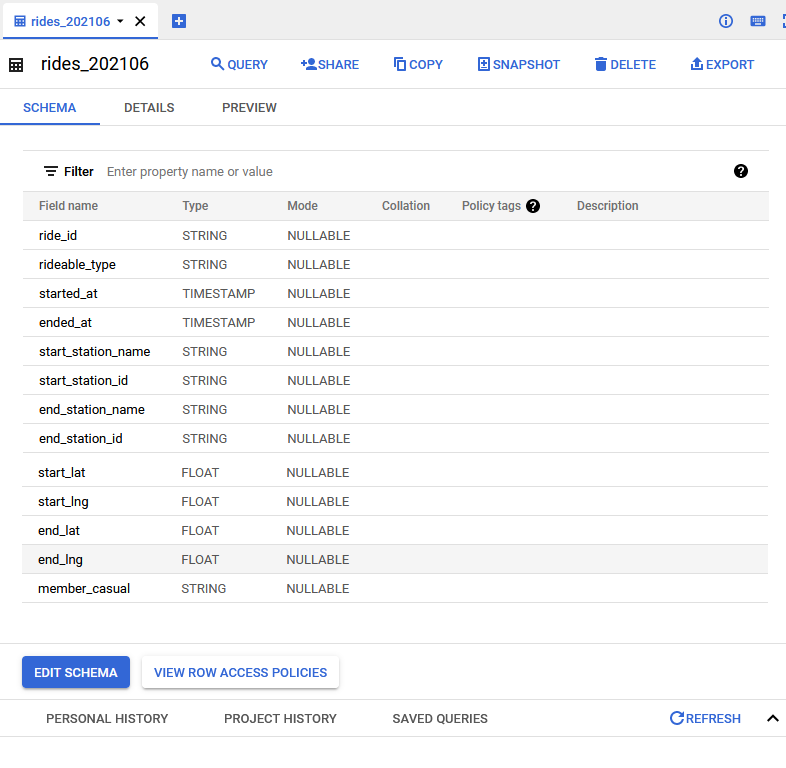 rides_202106
rides_202106 QUERY SHARE COPY SNAPSHOT DELETE EXPORT
SCHEMA DETAILS PREVIEW
Filter Enter property name or value
Field name Type Mode Collation Policy tags Description
ride_id STRING NULLABLE
rideable_type STRING NULLABLE
started_at TIMESTAMP NULLABLE
ended_at TIMESTAMP NULLABLE
start_station_name STRING NULLABLE
start_station_id STRING NULLABLE
end_station_name STRING NULLABLE
end_station_id STRING NULLABLE
start_lat FLOAT NULLABLE
start_lng FLOAT NULLABLE
end_lat FLOAT NULLABLE
end_lng FLOAT NULLABLE
member_casual STRING NULLABLE
EDIT SCHEMA VIEW ROW ACCESS POLICIES
PERSONAL HISTORY PROJECT HISTORY SAVED QUERIES REFRESH